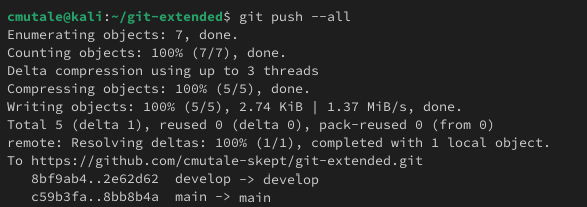 cmutale@kali:~/git-extended$ git push --all
Enumerating objects: 7, done.
Counting objects: 100% (7/7), done.
Delta compression using up to 3 threads
Compressing objects: 100% (5/5), done.
Writing objects: 100% (5/5), 2.74 KiB | 1.37 MiB/s, done.
Total 5 (delta 1), reused 0 (delta 0), pack-reused 0 (from 0)
remote: Resolving deltas: 100% (1/1), completed with 1 local object.
To https://github.com/cmutale-skept/git-extended.git
   8bf9ab4..2e62d62  develop -> develop
   c59b3fa..8bb8b4a  main -> main